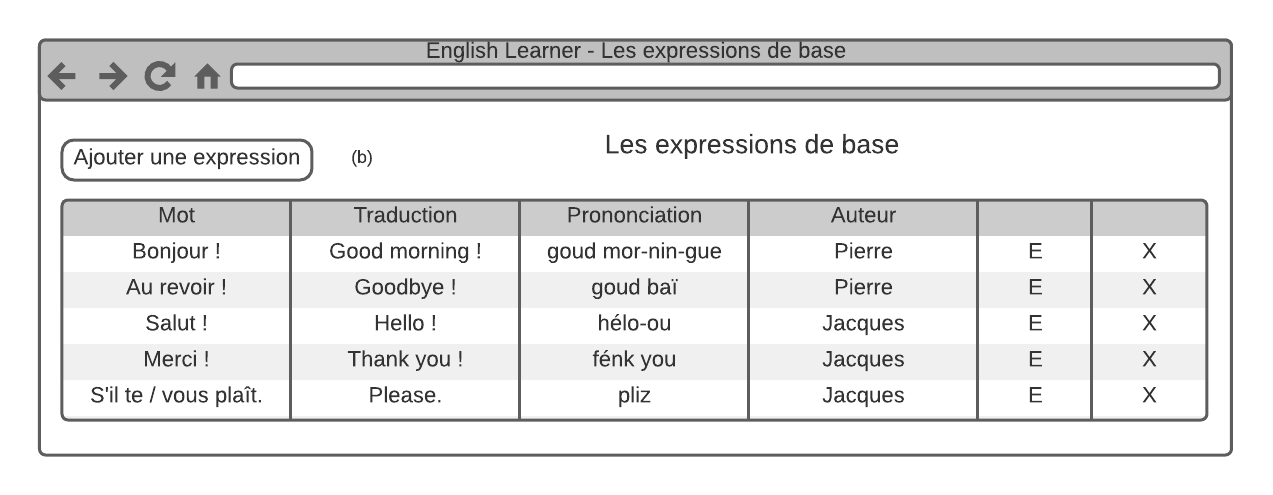 English Learner - Les expressions de base
Les expressions de base
Ajouter une expression (b)
Mot Traduction Prononciation Auteur
Bonjour ! Good morning ! goud mor-nin-gue Pierre E X
Au revoir ! Goodbye ! goud baï Pierre E X
Salut ! Hello ! hélo-ou Jacques E X
Merci ! Thank you ! fénk you Jacques E X
S'il te / vous plaît. Please. pliz Jacques E X